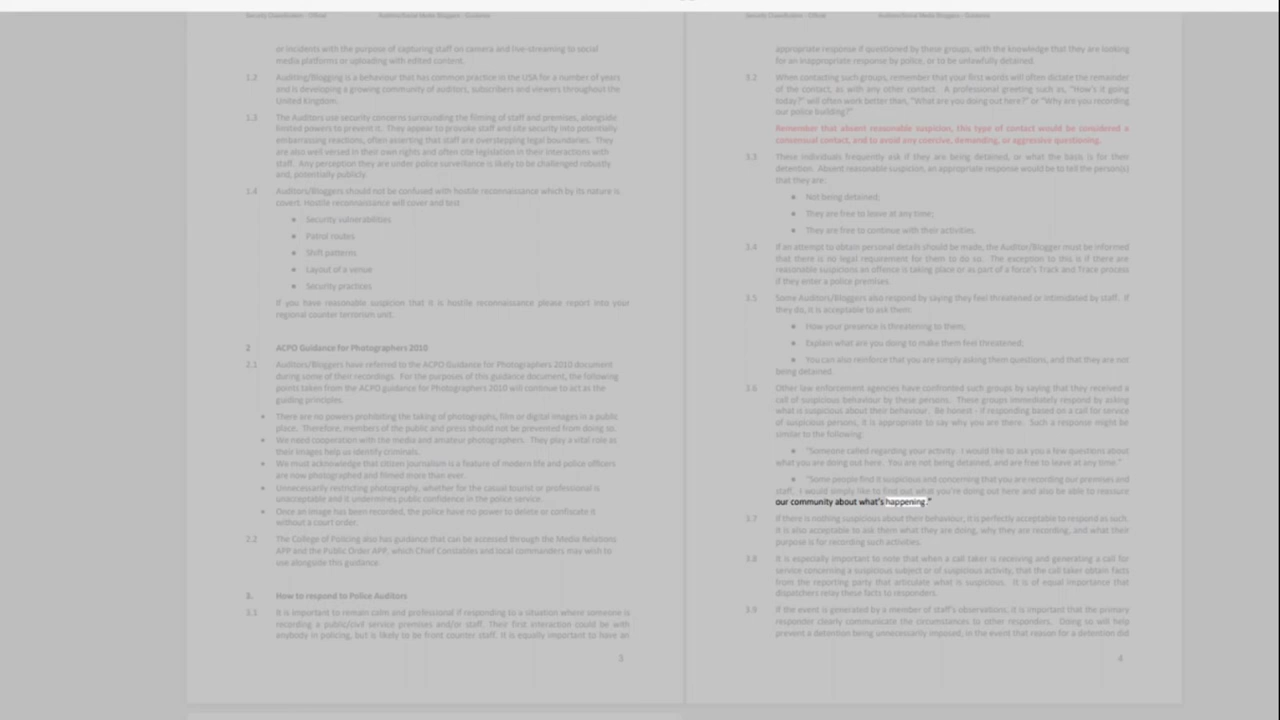 Security Classification - Official Auditors/Social Media Bloggers - Guidance
or incidents with the purpose of capturing staff on camera and live-streaming to social
media platforms or uploading with edited content.
1.2 Auditing/Blogging is a behaviour that has common practice in the USA for a number of years
and is developing a growing community of auditors, subscribers and viewers throughout the
United Kingdom.
1.3 The Auditors use security concerns surrounding the filming of staff and premises, alongside
limited powers to prevent it. They appear to provoke staff and site security into potentially
embarrassing reactions, often asserting that staff are overstepping legal boundaries. They
are also well versed in their own rights and often cite legislation in their interactions with
staff. Any perception they are under police surveillance is likely to be challenged robustly
and, potentially publicly.
1.4 Auditors/Bloggers should not be confused with hostile reconnaissance which by its nature is
covert. Hostile reconnaissance will cover and test:
• Security vulnerabilities
• Patrol routes
• Shift patterns
• Layout of a venue
• Security practices
If you have reasonable suspicion that it is hostile reconnaissance please report into your
regional counter terrorism unit.
2 ACPO Guidance for Photographers 2010
2.1 Auditors/Bloggers have referred to the ACPO Guidance for Photographers 2010 document
during some of their recordings. For the purposes of this guidance document, the following
points taken from the ACPO guidance for Photographers 2010 will continue to act as the
guiding principles.
• There are no powers prohibiting the taking of photographs, film or digital images in a public
place. Therefore, members of the public and press should not be prevented from doing so.
• We need cooperation with the media and amateur photographers. They play a vital role as
their images help us identify criminals.
• We must acknowledge that citizen journalism is a feature of modern life and police officers
are now photographed and filmed more than ever.
• Unnecessarily restricting photography, whether for the casual tourist or professional is
unacceptable and it undermines public confidence in the police service.
• Once an image has been recorded, the police have no power to delete or confiscate it
without a court order.
2.2 The College of Policing also has guidance that can be accessed through the Media Relations
APP and the Public Order APP, which Chief Constables and local commanders may wish to
use alongside this guidance.
3. How to respond to Police Auditors
3.1 It is important to remain calm and professional if responding to a situation where someone is
recording a public/civil service premises and/or staff. Their first interaction could be with
anybody in policing, but is likely to be front counter staff. It is equally important to have an
3
Security Classification - Official Auditors/Social Media Bloggers - Guidance
appropriate response if questioned by these groups, with the knowledge that they are looking
for an inappropriate response by police, or to be unlawfully detained.
3.2 When contacting such groups, remember that your first words will often dictate the remainder
of the contact, as with any other contact. A professional greeting such as, "How's it going
today?" will often work better than, "What are you doing out here?" or "Why are you recording
our police building?"
Remember that absent reasonable suspicion, this type of contact would be considered a
consensual contact, and to avoid any coercive, demanding, or aggressive questioning.
3.3 These individuals frequently ask if they are being detained, or what the basis is for their
detention. Absent reasonable suspicion, an appropriate response would be to tell the person(s)
that they are:
• Not being detained;
• They are free to leave at any time;
• They are free to continue with their activities.
3.4 If an attempt to obtain personal details should be made, the Auditor/Blogger must be informed
that there is no legal requirement for them to do so. The exception to this is if there are
reasonable suspicions an offence is taking place or as part of a force's Track and Trace process
if they enter a police premises.
3.5 Some Auditors/Bloggers also respond by saying they feel threatened or intimidated by staff. If
they do, it is acceptable to ask them:
• How your presence is threatening to them;
• Explain what are you doing to make them feel threatened;
• You can also reinforce that you are simply asking them questions, and that they are not
being detained.
3.6 Other law enforcement agencies have confronted such groups by saying that they received a
call of suspicious behaviour by these persons. These groups immediately respond by asking
what is suspicious about their behaviour. Be honest - if responding based on a call for service
of suspicious persons, it is appropriate to say why you are there. Such a response might be
similar to the following:
• "Someone called regarding your activity. I would like to ask you a few questions about
what you are doing out here. You are not being detained, and are free to leave at any time."
• "Some people find it suspicious and concerning that you are recording our premises and
staff. I would simply like to find out what you're doing out here and also be able to reassure
our community about what's happening."
3.7 If there is nothing suspicious about their behaviour, it is perfectly acceptable to respond as such.
It is also acceptable to ask them what they are doing, why they are recording, and what their
purpose is for recording such activities.
3.8 It is especially important to note that when a call taker is receiving and generating a call for
service concerning a suspicious subject or of suspicious activity, that the call taker obtain facts
from the reporting party that articulate what is suspicious. It is of equal importance that
dispatchers relay these facts to responders.
3.9 If the event is generated by a member of staff's observations, it is important that the primary
responder clearly communicate the circumstances to other responders. Doing so will help
prevent a detention being unnecessarily imposed, in the event that reason for a detention did
4